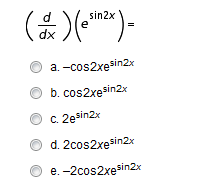 (d/dx)(e^sin2x)=
a. –cos2xe^sin2x
b. cos2xe^sin2x
c. 2e^sin2x
d. 2cos2xe^sin2x
e. –2cos2xe^sin2x